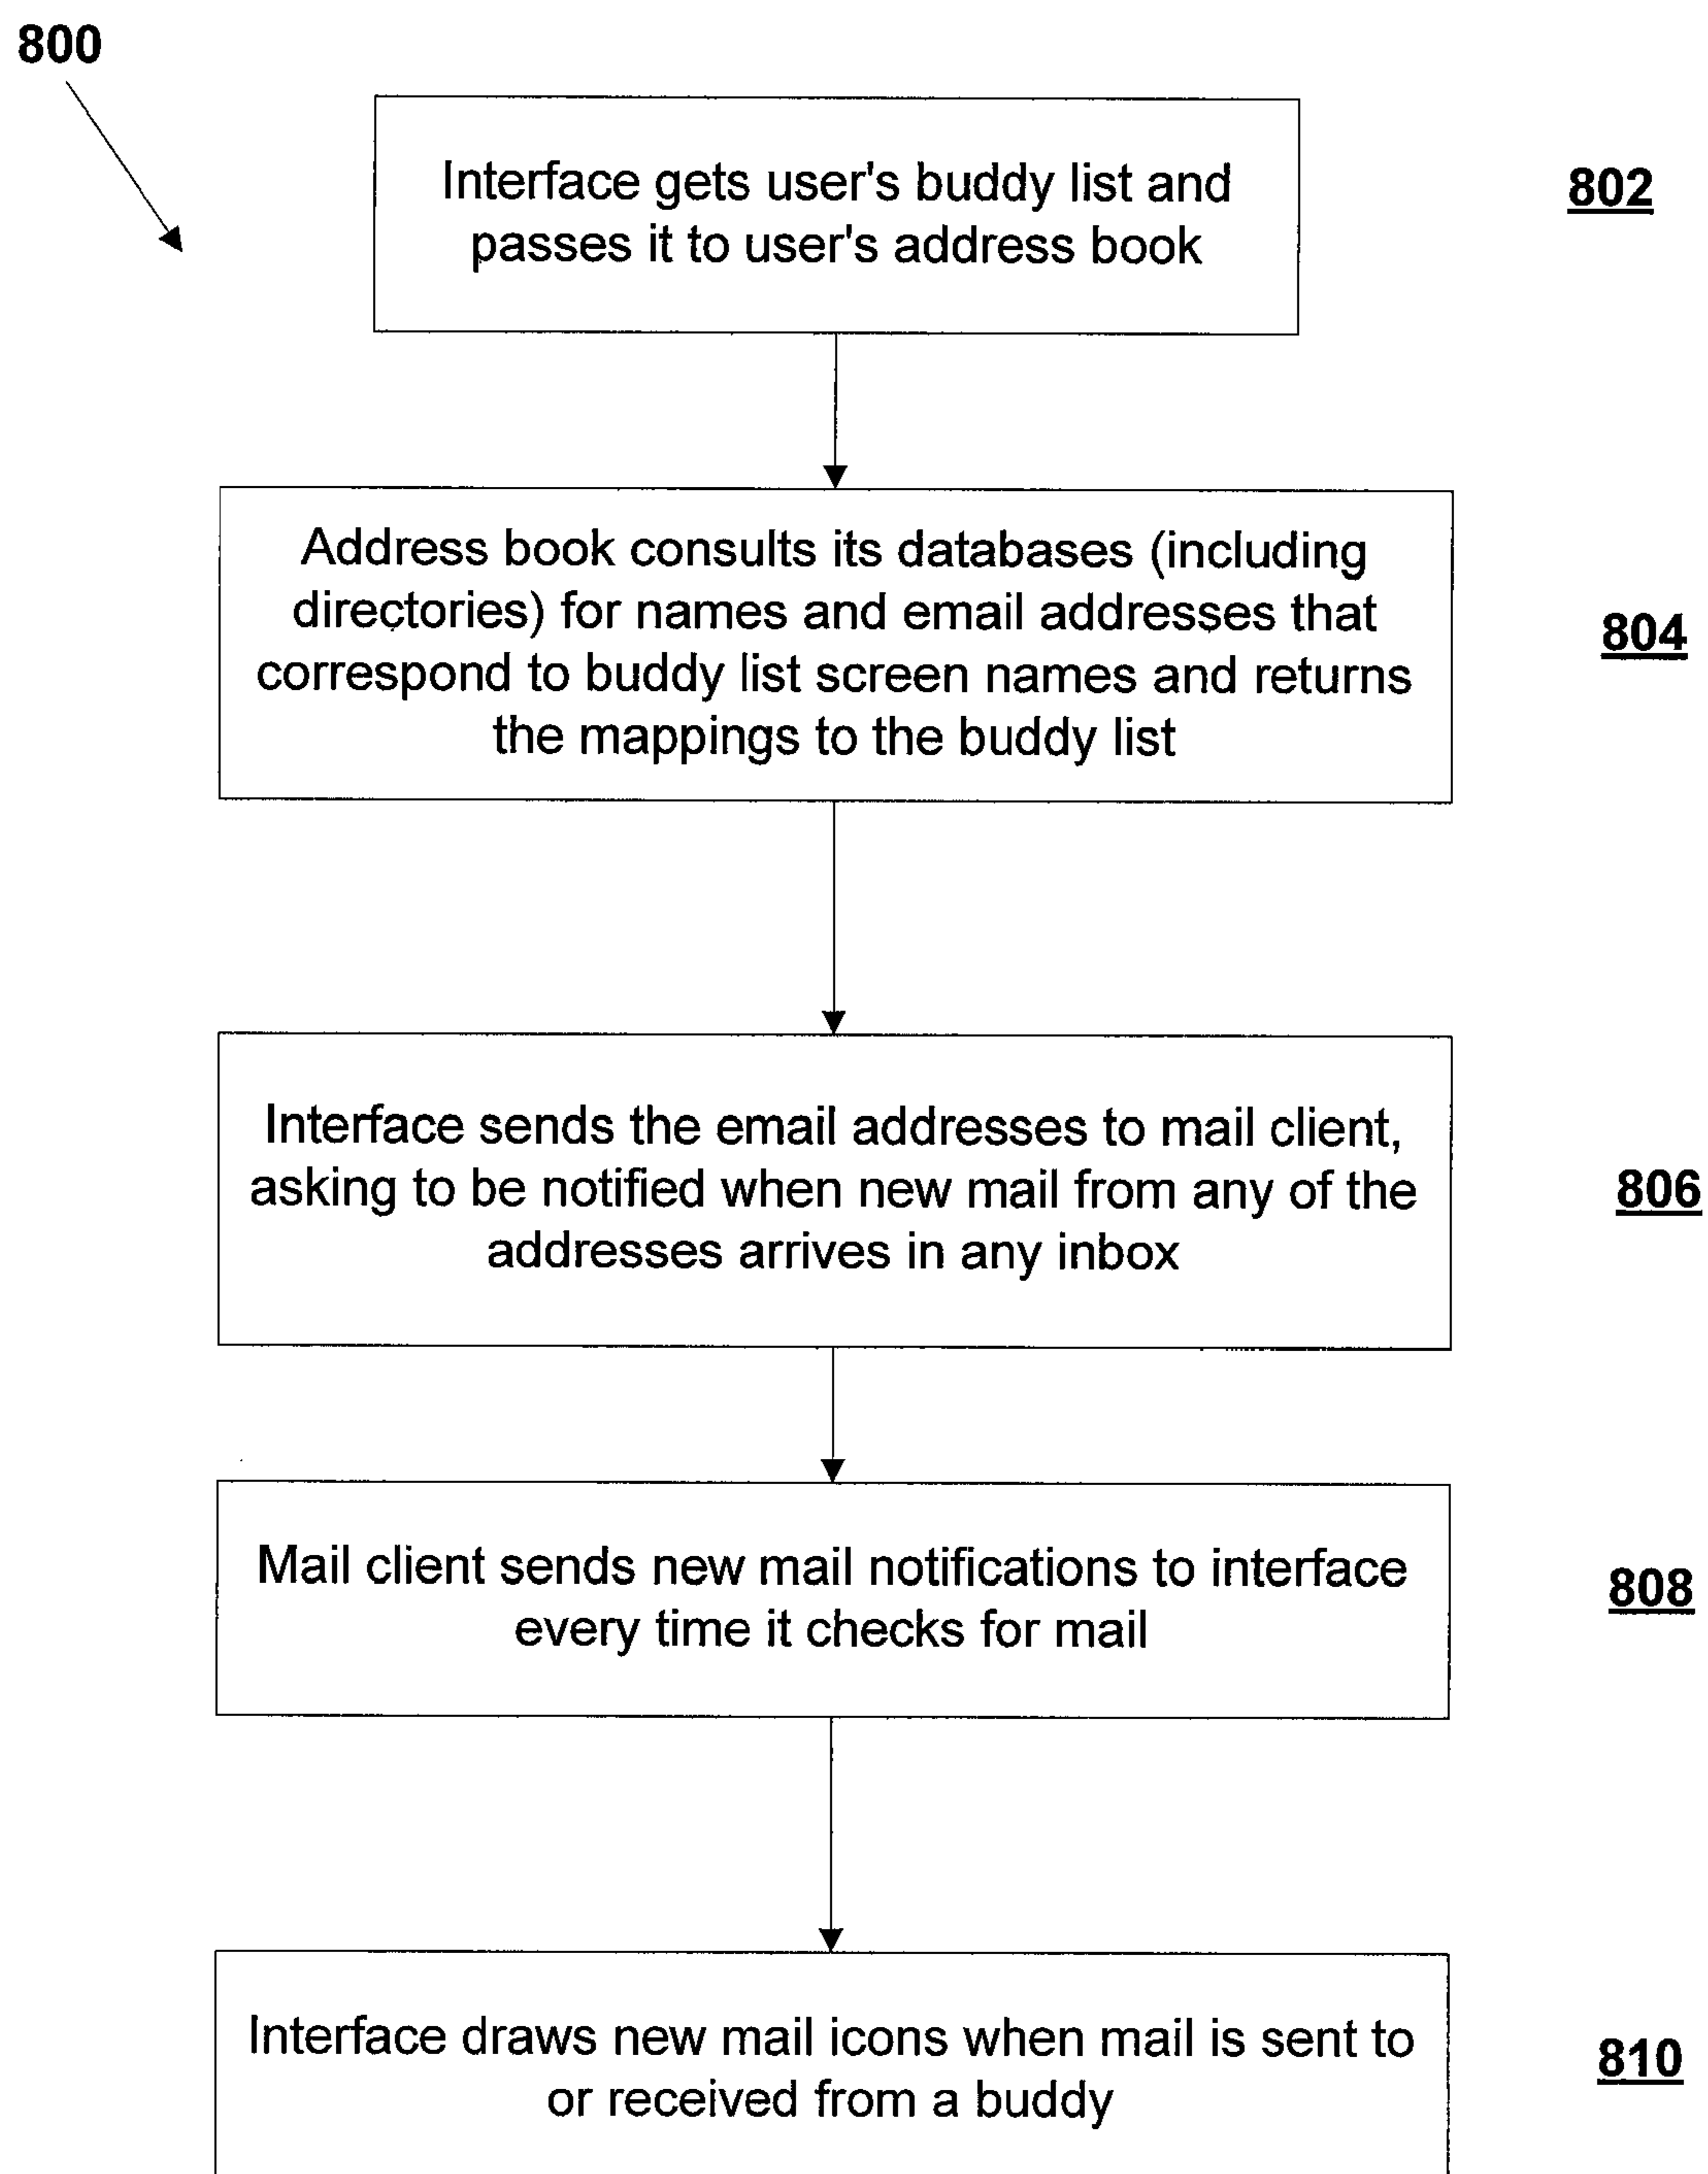 800
Interface gets user's buddy list and
passes it to user's address book
802
Address book consults its databases (including
directories) for names and email addresses that
correspond to buddy list screen names and returns
the mappings to the buddy list
804
Interface sends the email addresses to mail client,
asking to be notified when new mail from any of the
addresses arrives in any inbox
806
Mail client sends new mail notifications to interface
every time it checks for mail
808
Interface draws new mail icons when mail is sent to
or received from a buddy
810